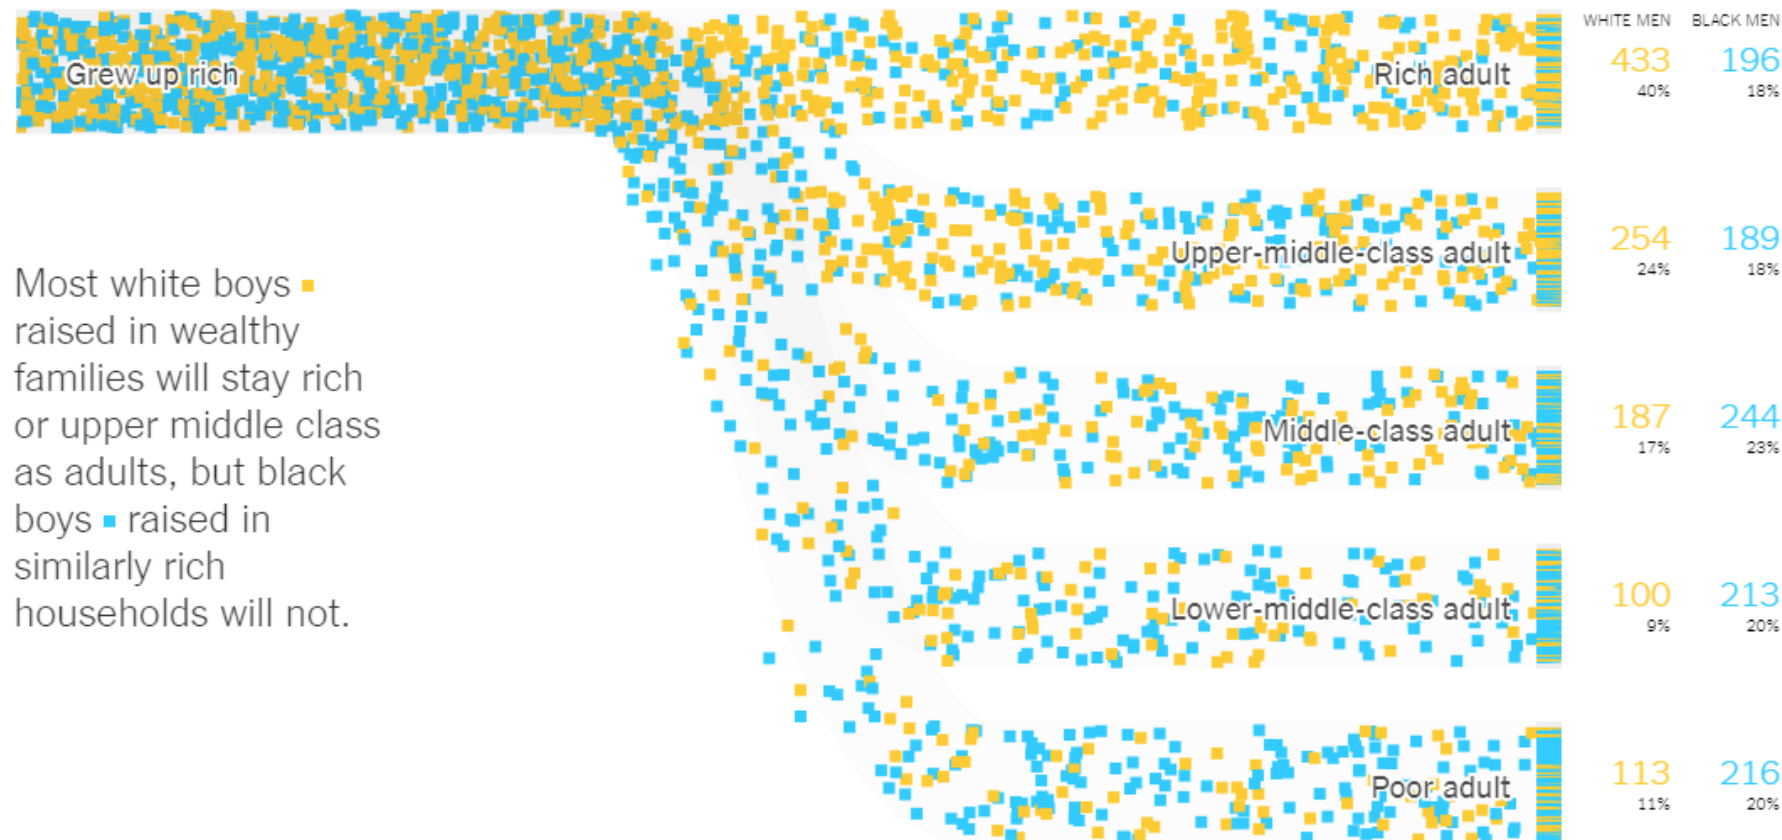 WHITE MEN BLACK MEN
Grew up rich
Rich adult
433 196
40% 18%
Upper-middle-class adult
254 189
24% 18%
Most white boys
raised in wealthy
families will stay rich
or upper middle class
as adults, but black
boys raised in
similarly rich
households will not.
Middle-class adult
187 244
17% 23%
Lower-middle-class adult
100 213
9% 20%
Poor adult
113 216
11% 20%